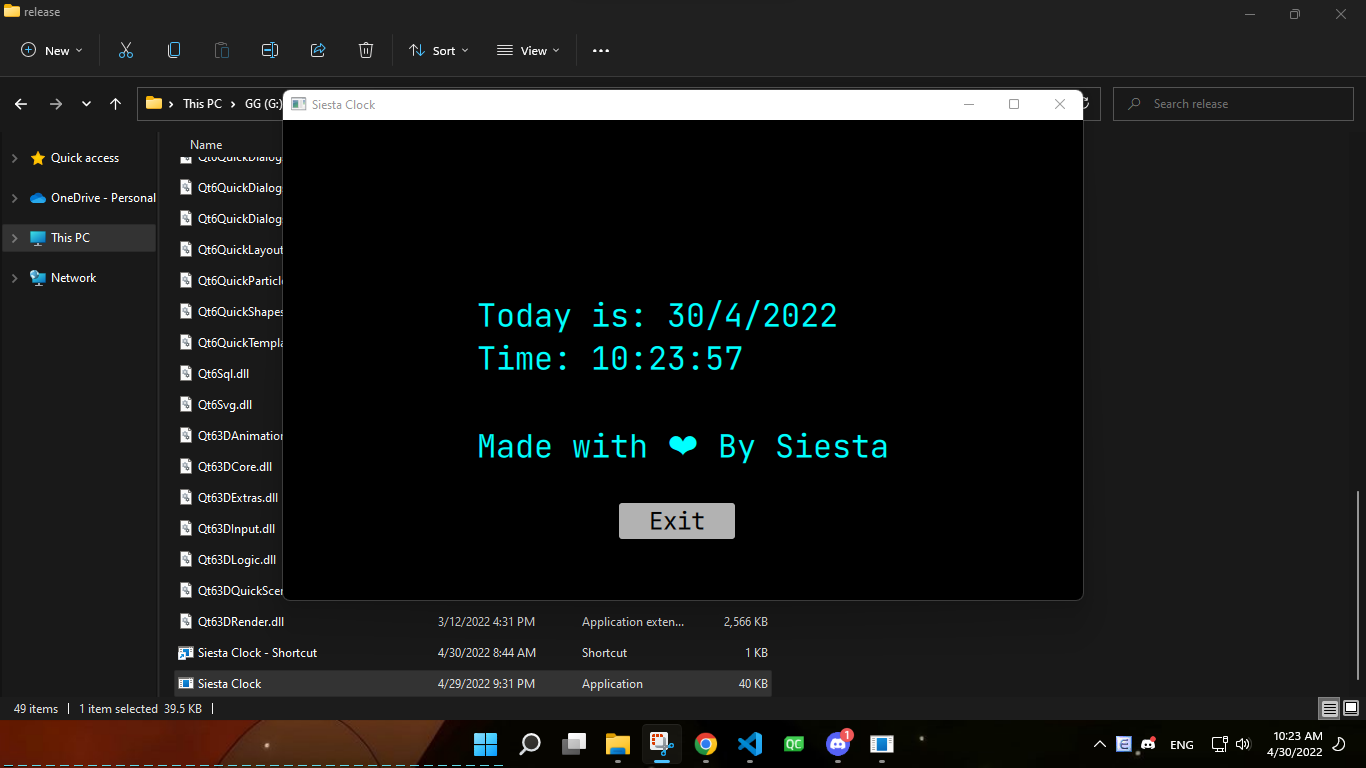 release
New
Sort
View
This PC
GG (G:)
Search release
Siesta Clock
Name
Quick access
OneDrive - Personal
This PC
Network
Qt6QuickDialog
Qt6QuickDialog
Qt6QuickDialog
Qt6QuickLayout
Qt6QuickParticle
Qt6QuickShapes
Qt6QuickTempla
Qt6Sql.dll
Qt6Svg.dll
Qt63DAnimation
Qt63DCore.dll
Qt63DExtras.dll
Qt63DInput.dll
Qt63DLogic.dll
Qt63DQuickScen
Today is: 30/4/2022
Time: 10:23:57
Made with ❤ By Siesta
Exit
Qt63DRender.dll 3/12/2022 4:31 PM Application exten... 2,566 KB
Siesta Clock - Shortcut 4/30/2022 8:44 AM Shortcut 1 KB
Siesta Clock 4/29/2022 9:31 PM Application 40 KB
49 items 1 item selected 39.5 KB
QC
1
ENG
10:23 AM
4/30/2022